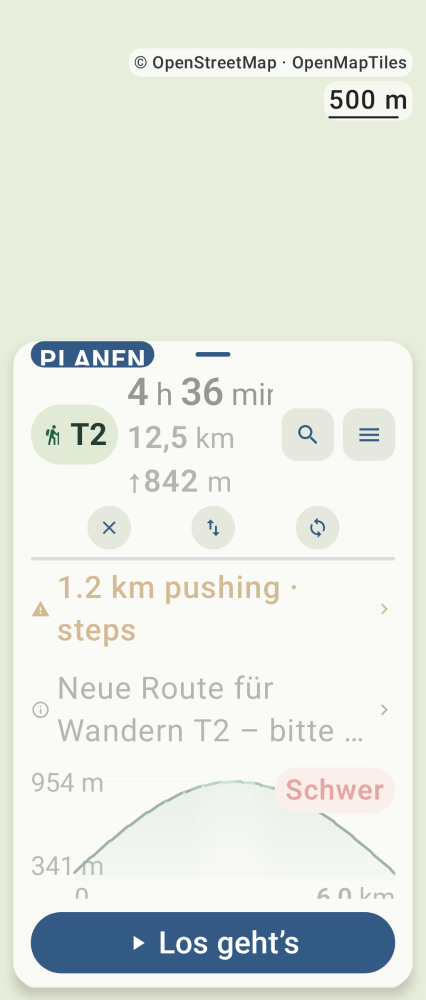 © OpenStreetMap · OpenMapTiles
500 m
PLANEN
4 h 36 min
T2
12,5 km
↑842 m
1.2 km pushing ·
steps
Neue Route für
Wandern T2 – bitte …
954 m
Schwer
341 m
0
6,0 km
Los geht’s